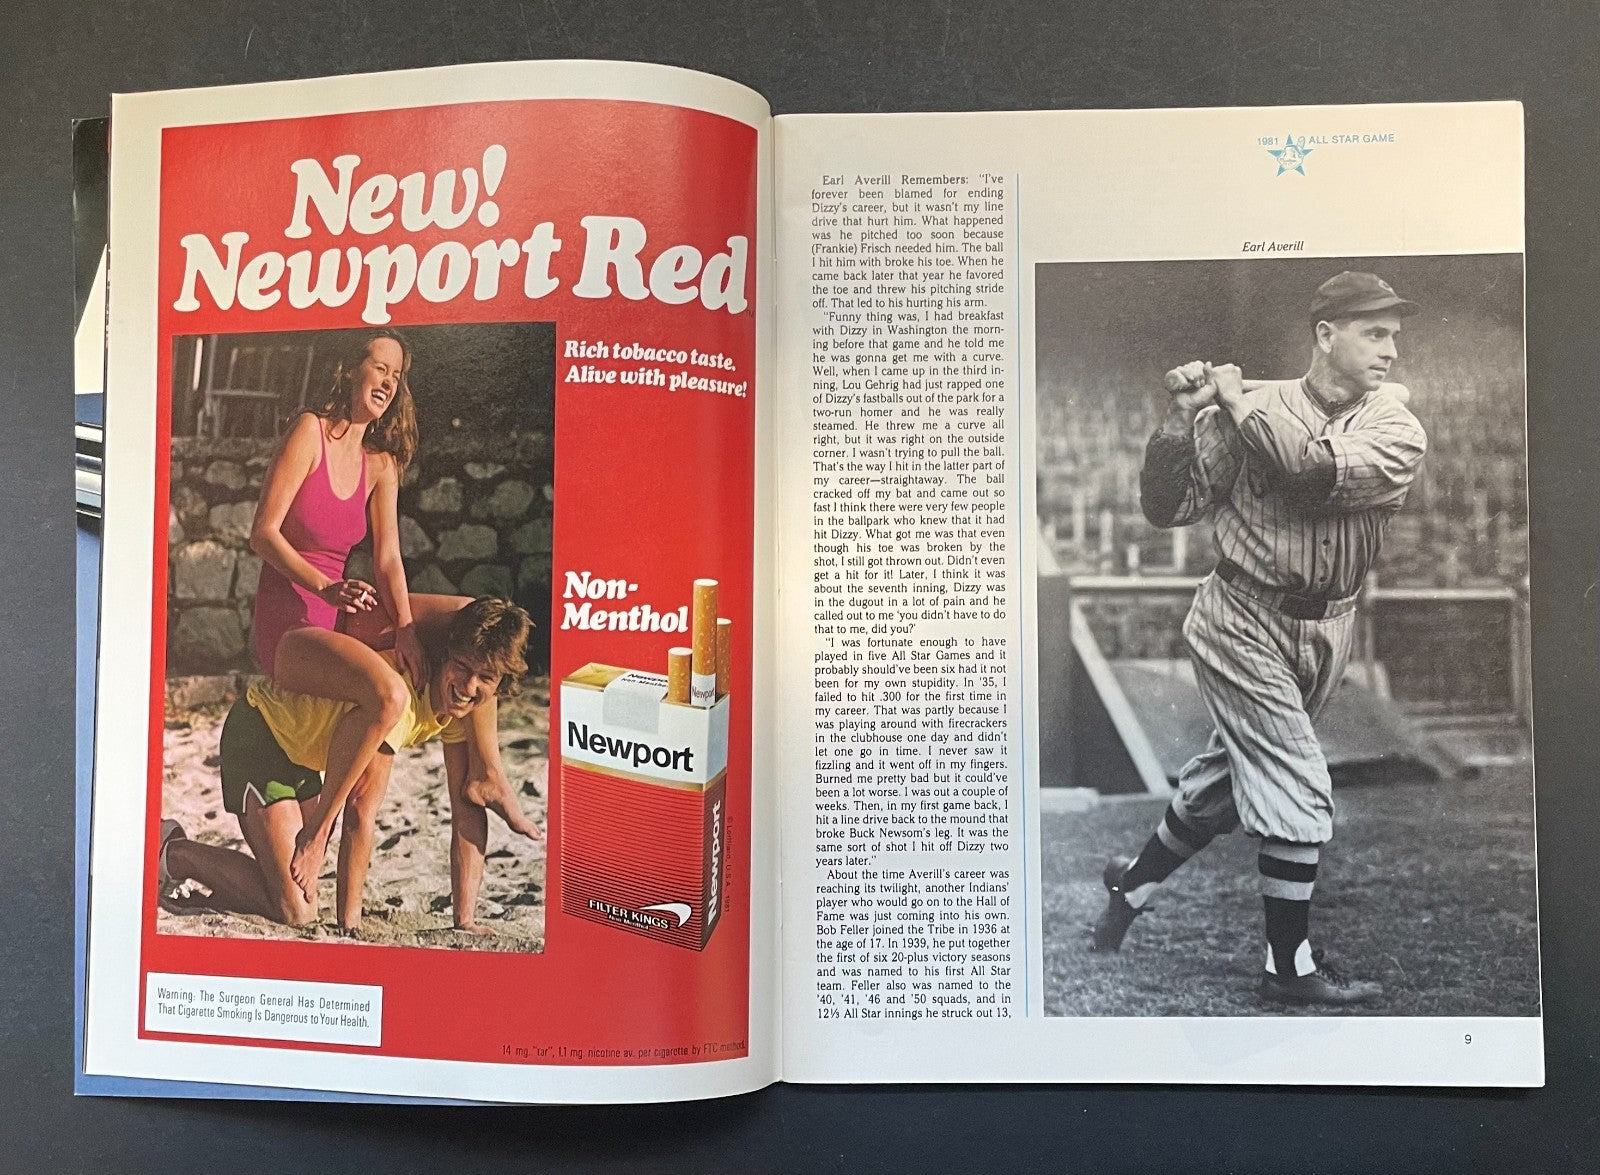 New!
Newport Red
Rich tobacco taste.
Alive with pleasure!
Non-
Menthol
Newport
Non-Menthol
Newport
Newport
Newport
FILTER KINGS
Non Menthol
© Lorillard, U.S.A. 1981
Warning: The Surgeon General Has Determined
That Cigarette Smoking Is Dangerous to Your Health.
14 mg. "tar", 1.1 mg. nicotine av. per cigarette by FTC method.
1981 ALL STAR GAME
Earl Averill Remembers: "I've
forever been blamed for ending
Dizzy's career, but it wasn't my line
drive that hurt him. What happened
was he pitched too soon because
(Frankie) Frisch needed him. The ball
I hit him with broke his toe. When he
came back later that year he favored
the toe and threw his pitching stride
off. That led to his hurting his arm.
"Funny thing was, I had breakfast
with Dizzy in Washington the morn-
ing before that game and he told me
he was gonna get me with a curve.
Well, when I came up in the third in-
ning, Lou Gehrig had just rapped one
of Dizzy's fastballs out of the park for a
two-run homer and he was really
steamed. He threw me a curve all
right, but it was right on the outside
corner. I wasn't trying to pull the ball.
That's the way I hit in the latter part of
my career—straightaway. The ball
cracked off my bat and came out so
fast I think there were very few people
in the ballpark who knew that it had
hit Dizzy. What got me was that even
though his toe was broken by the
shot, I still got thrown out. Didn't even
get a hit for it! Later, I think it was
about the seventh inning, Dizzy was
in the dugout in a lot of pain and he
called out to me 'you didn't have to do
that to me, did you?'
"I was fortunate enough to have
played in five All Star Games and it
probably should've been six had it not
been for my own stupidity. In '35, I
failed to hit .300 for the first time in
my career. That was partly because I
was playing around with firecrackers
in the clubhouse one day and didn't
let one go in time. I never saw it
fizzling and it went off in my fingers.
Burned me pretty bad but it could've
been a lot worse. I was out a couple of
weeks. Then, in my first game back, I
hit a line drive back to the mound that
broke Buck Newsom's leg. It was the
same sort of shot I hit off Dizzy two
years later."
About the time Averill's career was
reaching its twilight, another Indians'
player who would go on to the Hall of
Fame was just coming into his own.
Bob Feller joined the Tribe in 1936 at
the age of 17. In 1939, he put together
the first of six 20-plus victory seasons
and was named to his first All Star
team. Feller also was named to the
'40, '41, '46 and '50 squads, and in
12⅓ All Star innings he struck out 13,
Earl Averill
9